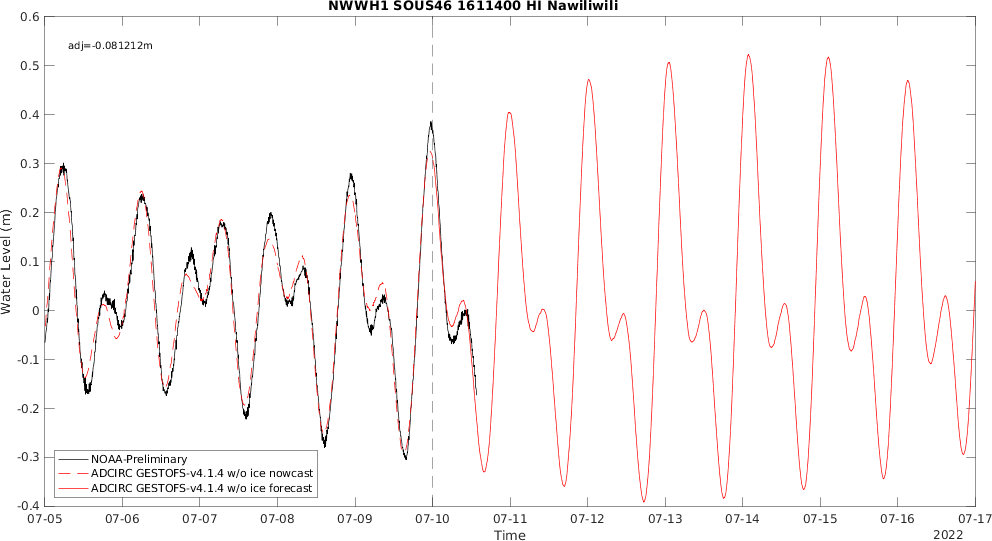 NWWH1 SOUS46 1611400 HI Nawiliwili
adj=-0.081212m
Water Level (m)
0.6
0.5
0.4
0.3
0.2
0.1
0
-0.1
-0.2
-0.3
-0.4
NOAA-Preliminary
ADCIRC GESTOFS-v4.1.4 w/o ice nowcast
ADCIRC GESTOFS-v4.1.4 w/o ice forecast
07-05 07-06 07-07 07-08 07-09 07-10 07-11 07-12 07-13 07-14 07-15 07-16 07-17
Time
2022